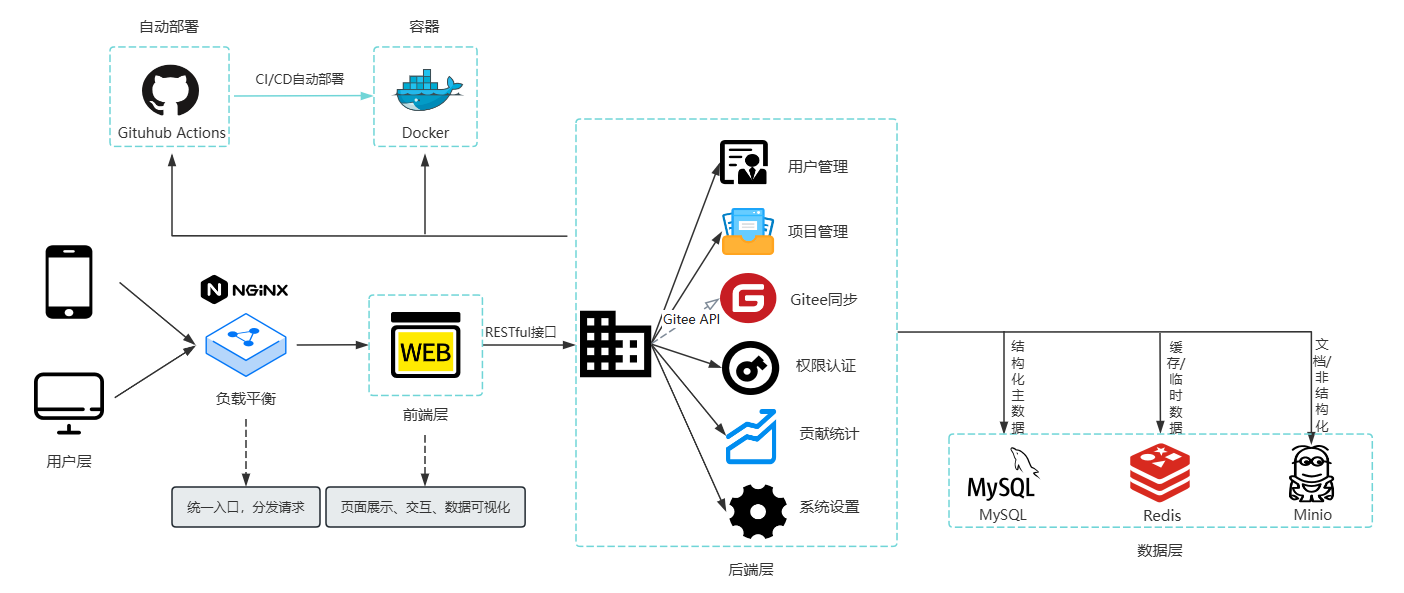 自动部署
容器
CI/CD自动部署
Gituhub Actions
Docker
用户管理
项目管理
NGiNX
Gitee同步
Gitee API
RESTful接口
WEB
权限认证
负载平衡
前端层
用户层
贡献统计
统一入口，分发请求
页面展示、交互、数据可视化
系统设置
后端层
结构化主数据
缓存/临时数据
文档/非结构化
MySQL
MySQL
Redis
Minio
数据层